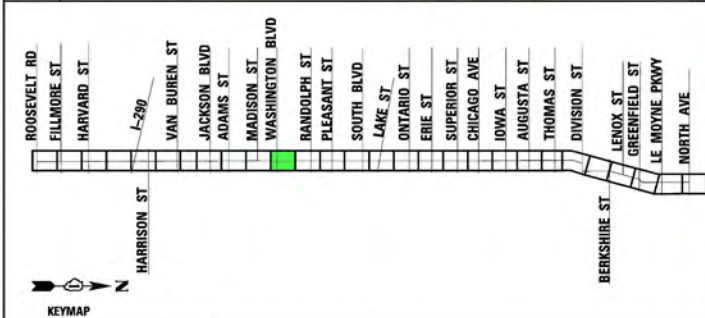 ROOSEVELT RD
FILLMORE ST
HARVARD ST
I-290
HARRISON ST
VAN BUREN ST
JACKSON BLVD
ADAMS ST
MADISON ST
WASHINGTON BLVD
RANDOLPH ST
PLEASANT ST
SOUTH BLVD
LAKE ST
ONTARIO ST
ERIE ST
SUPERIOR ST
CHICAGO AVE
IOWA ST
AUGUSTA ST
THOMAS ST
DIVISION ST
BERKSHIRE ST
LENOX ST
GREENFIELD ST
LE MOYNE PKWY
NORTH AVE
N
KEYMAP